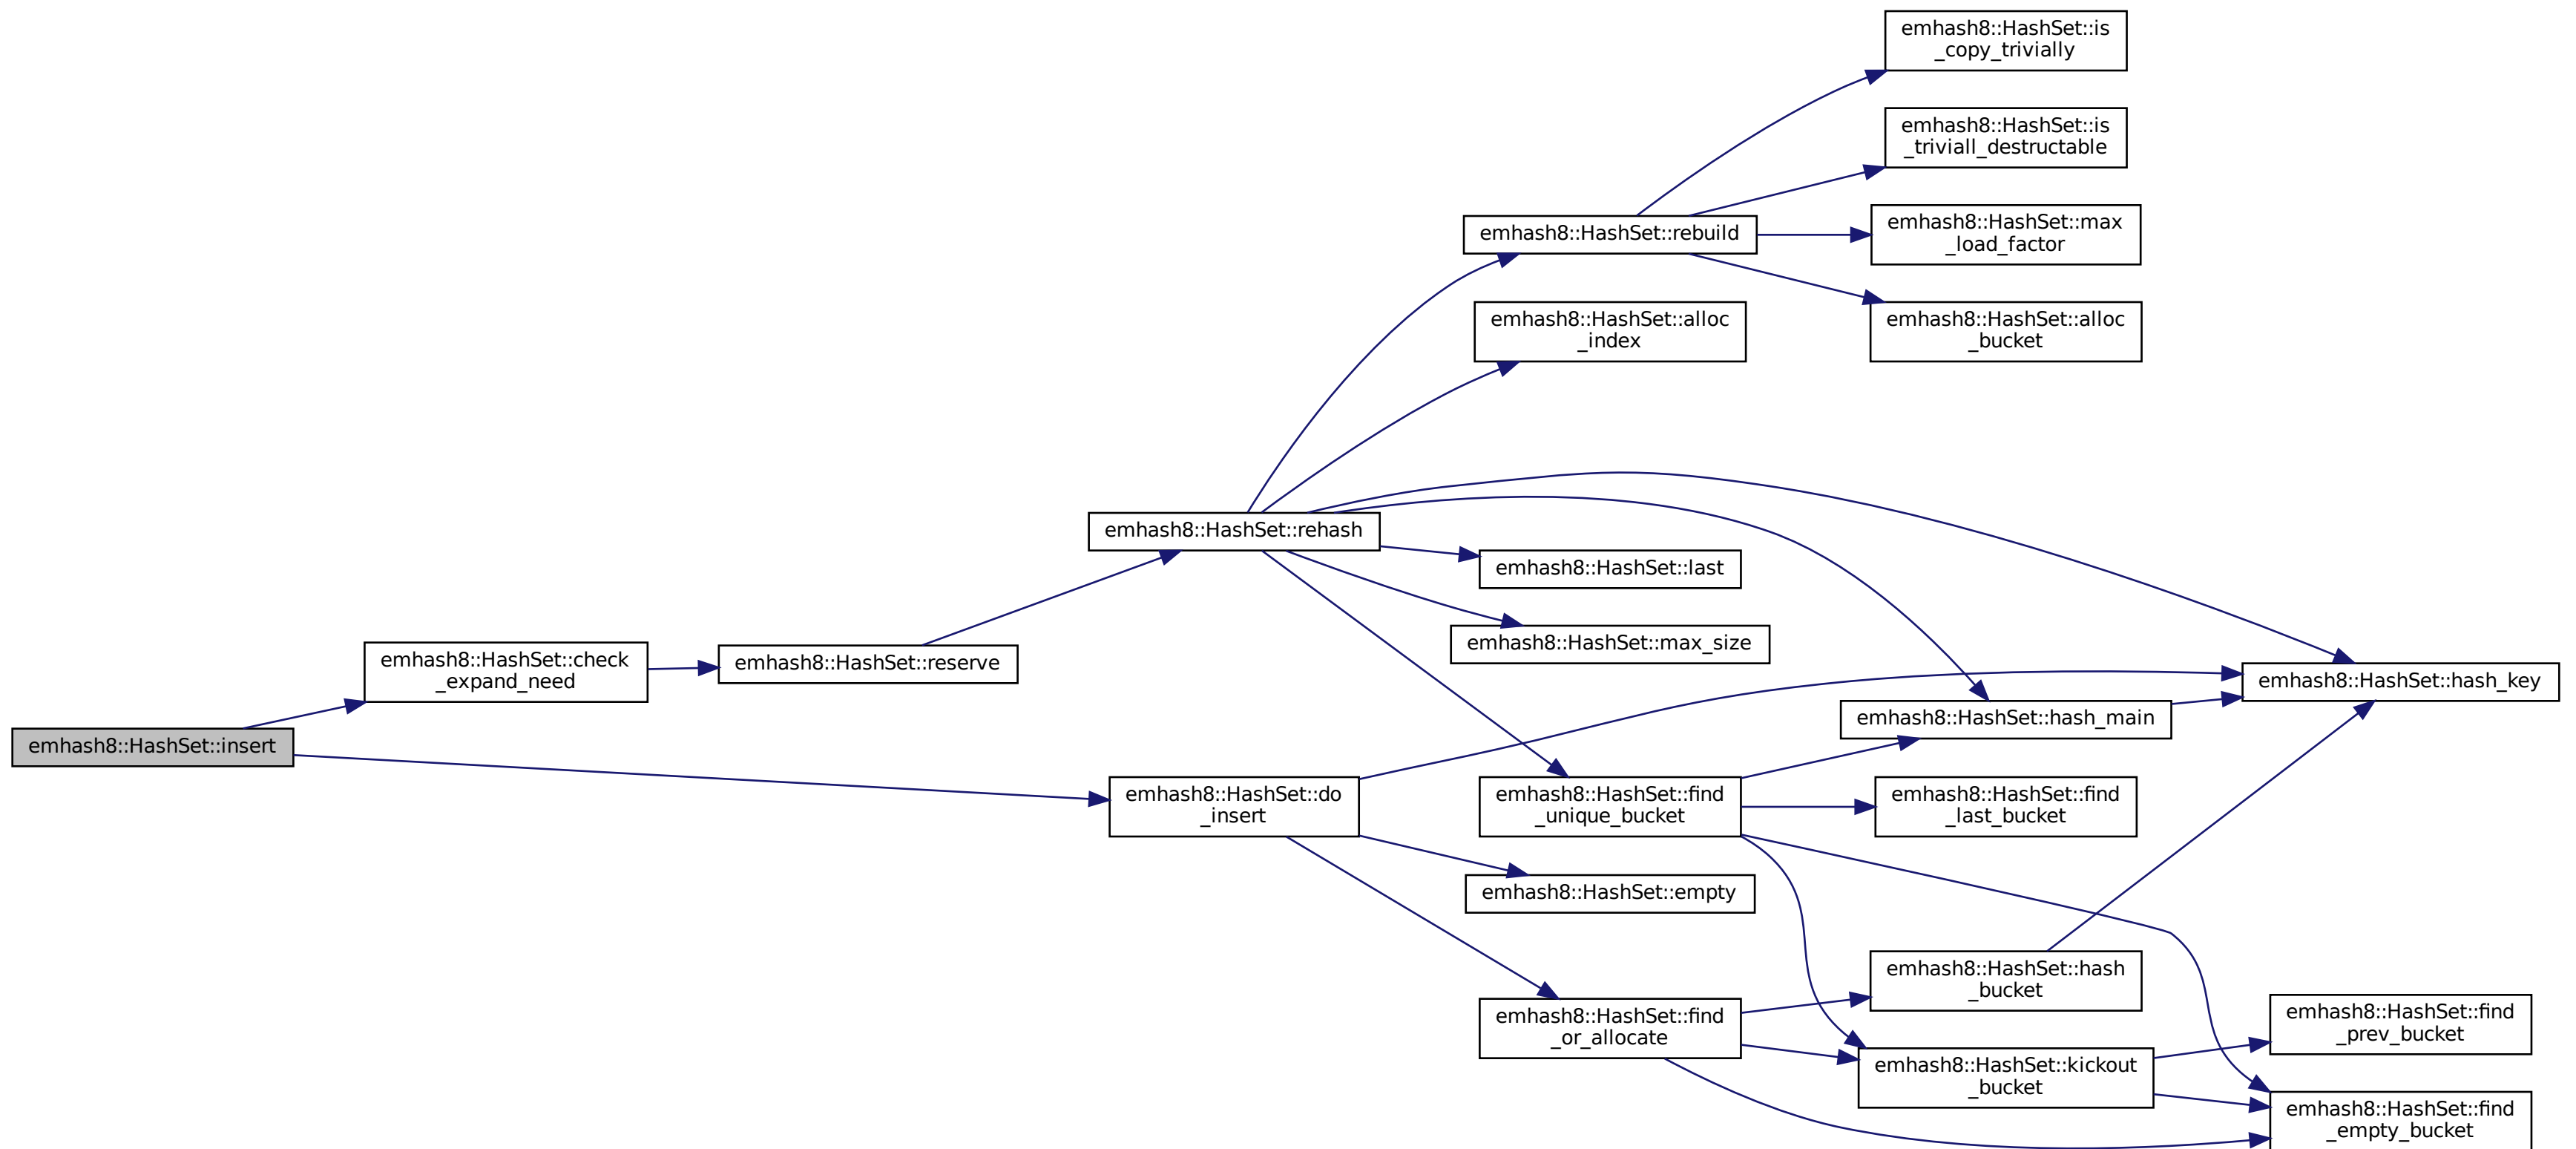 emhash8::HashSet::is
_copy_trivially
emhash8::HashSet::is
_triviall_destructable
emhash8::HashSet::rebuild
emhash8::HashSet::max
_load_factor
emhash8::HashSet::alloc
_index
emhash8::HashSet::alloc
_bucket
emhash8::HashSet::rehash
emhash8::HashSet::last
emhash8::HashSet::max_size
emhash8::HashSet::check
_expand_need
emhash8::HashSet::reserve
emhash8::HashSet::hash_key
emhash8::HashSet::hash_main
emhash8::HashSet::insert
emhash8::HashSet::do
_insert
emhash8::HashSet::find
_unique_bucket
emhash8::HashSet::find
_last_bucket
emhash8::HashSet::empty
emhash8::HashSet::hash
_bucket
emhash8::HashSet::find
_or_allocate
emhash8::HashSet::find
_prev_bucket
emhash8::HashSet::kickout
_bucket
emhash8::HashSet::find
_empty_bucket